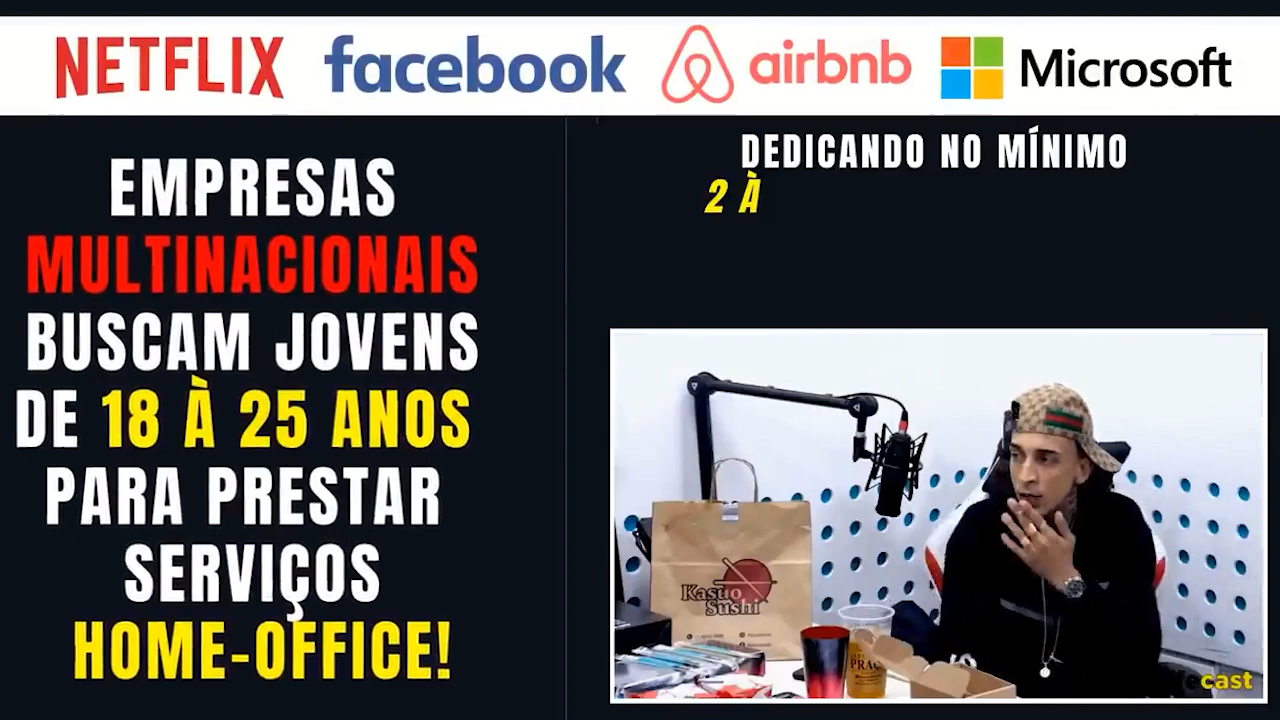 NETFLIX facebook airbnb Microsoft
EMPRESAS
MULTINACIONAIS
BUSCAM JOVENS
DE 18 À 25 ANOS
PARA PRESTAR
SERVIÇOS
HOME-OFFICE!
DEDICANDO NO MÍNIMO
2 À
Kasuo
Sushi
cast